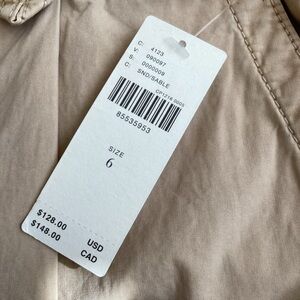 C: 4123
V: 090097
S: 0000009
C: SND/SABLE
85535953
SIZE
6
$128.00 USD
$148.00 CAD